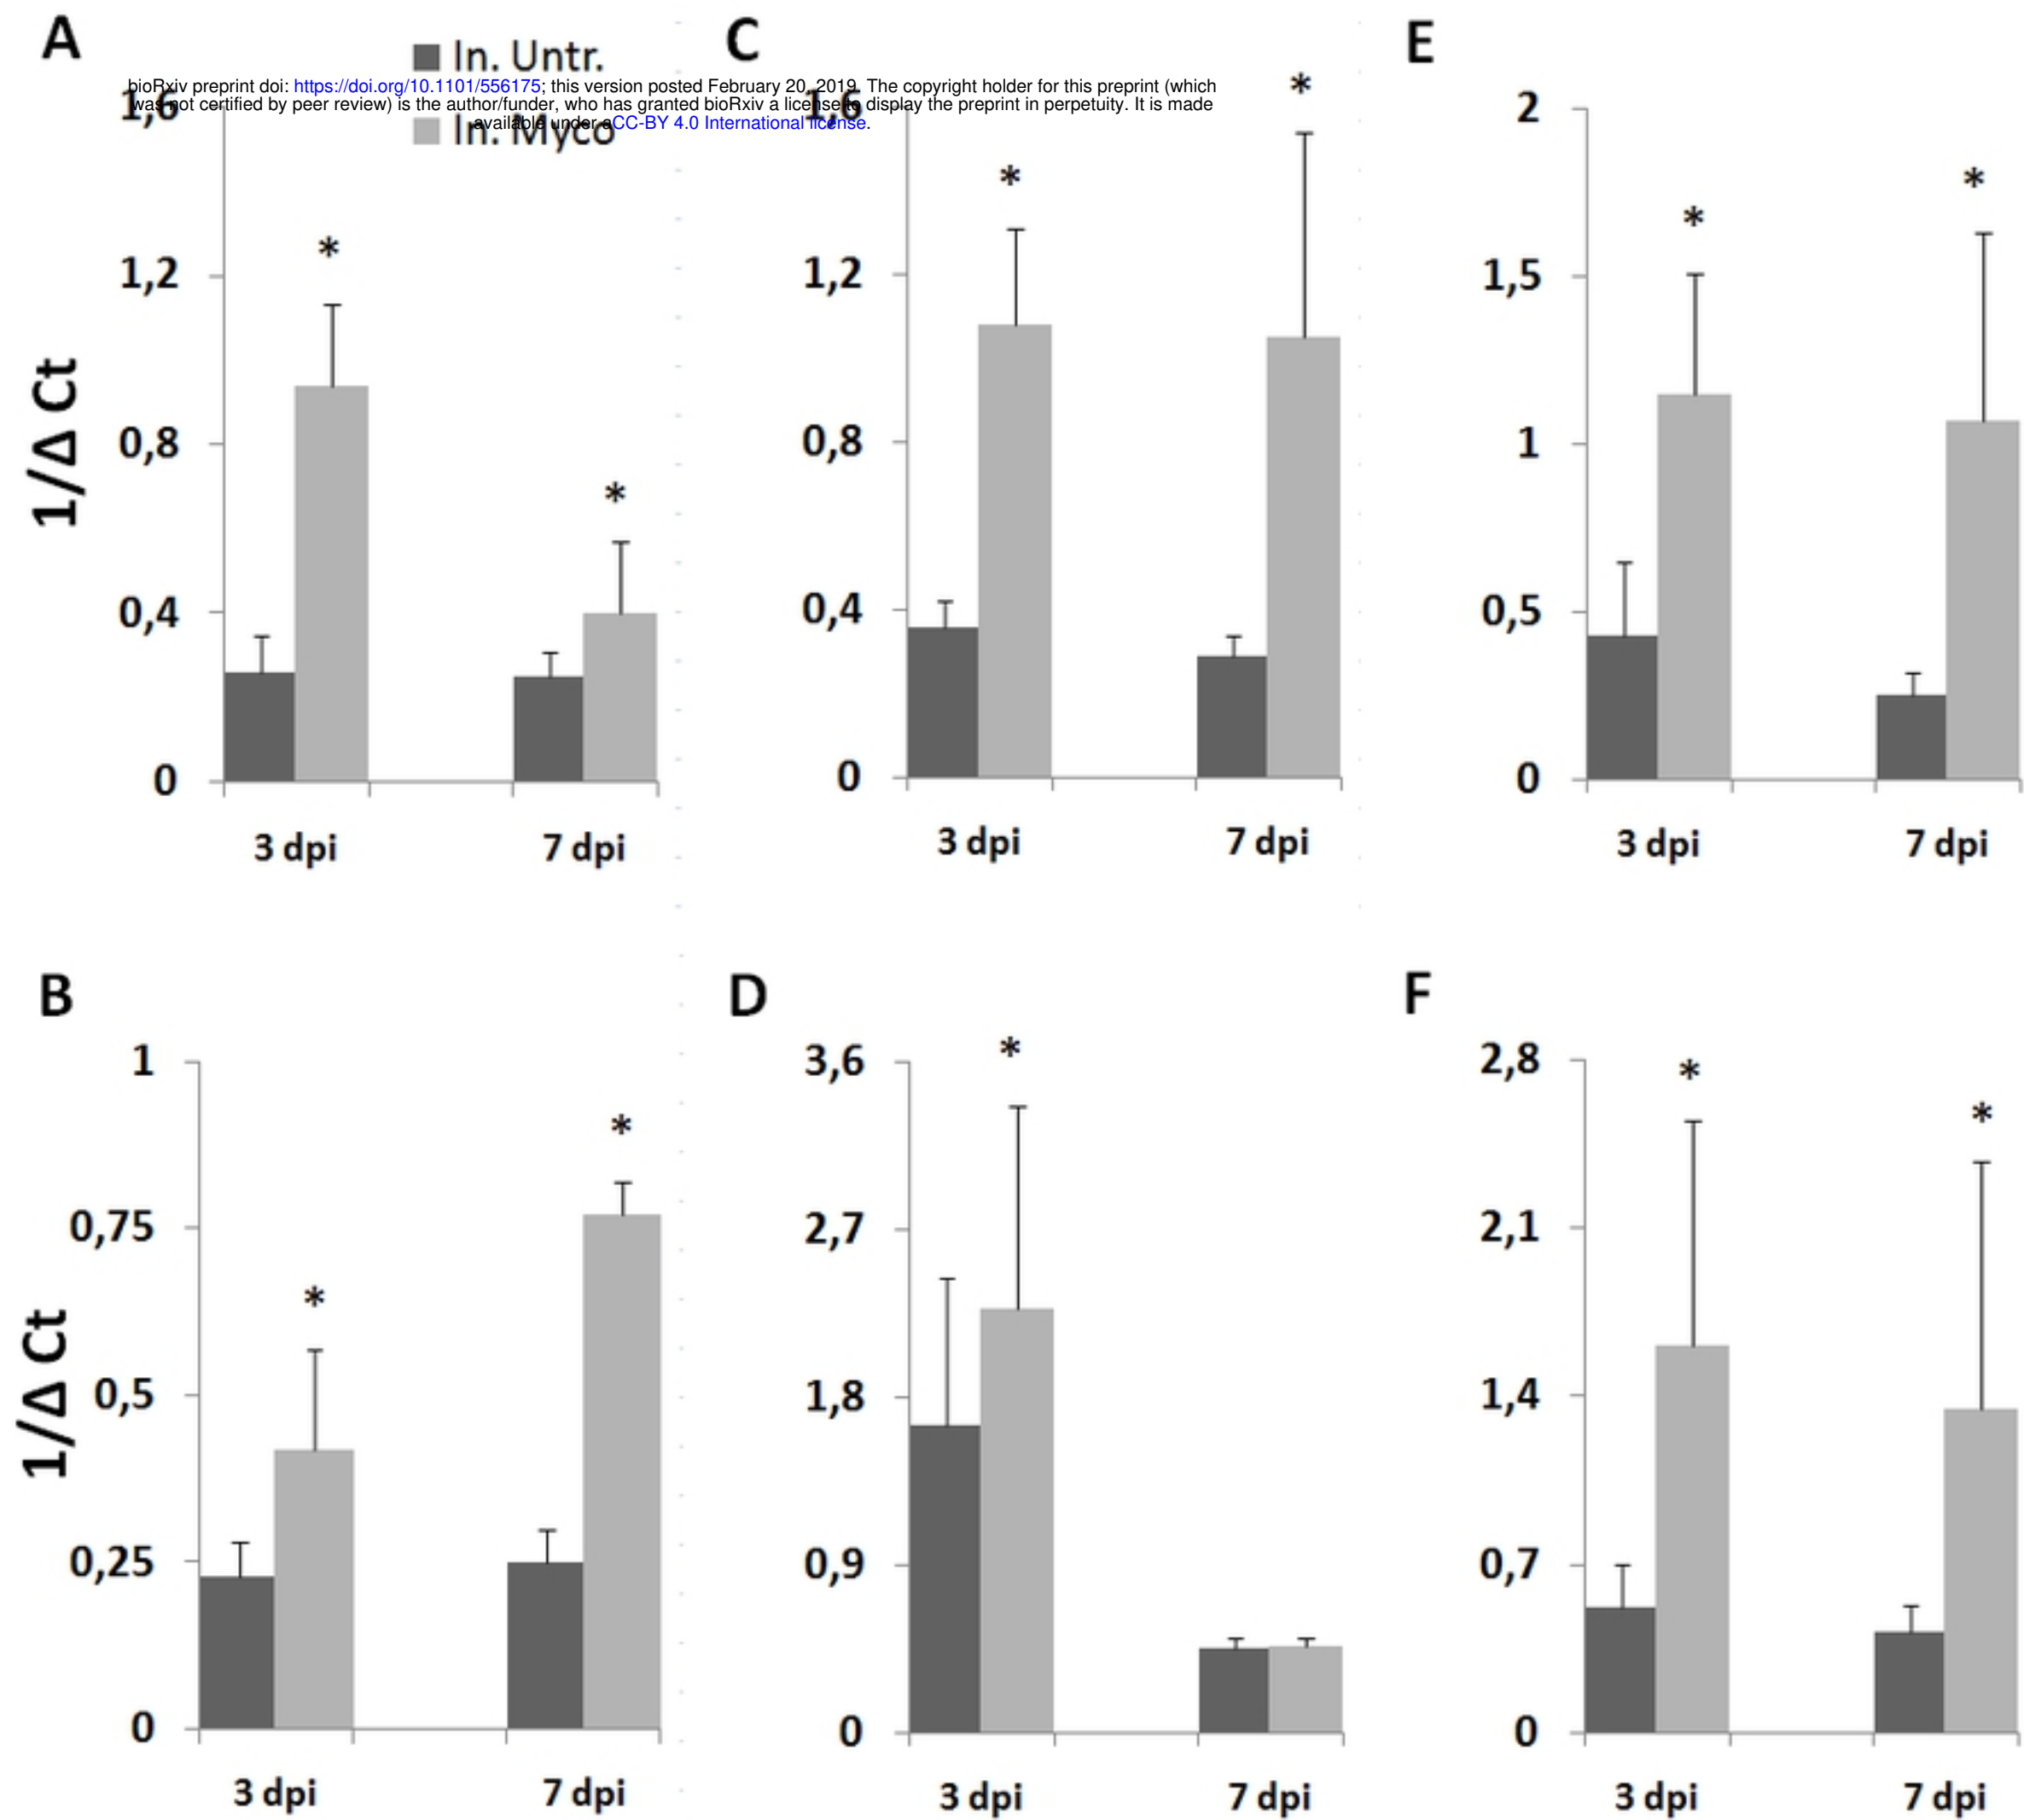 A
In. Untr.
In. Myco
bioRxiv preprint doi: https://doi.org/10.1101/556175; this version posted February 20, 2019. The copyright holder for this preprint (which
was not certified by peer review) is the author/funder, who has granted bioRxiv a license to display the preprint in perpetuity. It is made
available under aCC-BY 4.0 International license.
1/Δ Ct
1,6
1,2
0,8
0,4
0
*
*
3 dpi 7 dpi
C
1,6
1,2
0,8
0,4
0
*
*
3 dpi 7 dpi
E
2
1,5
1
0,5
0
*
*
3 dpi 7 dpi
B
1/Δ Ct
1
0,75
0,5
0,25
0
*
*
3 dpi 7 dpi
D
3,6
2,7
1,8
0,9
0
*
3 dpi 7 dpi
F
2,8
2,1
1,4
0,7
0
*
*
3 dpi 7 dpi